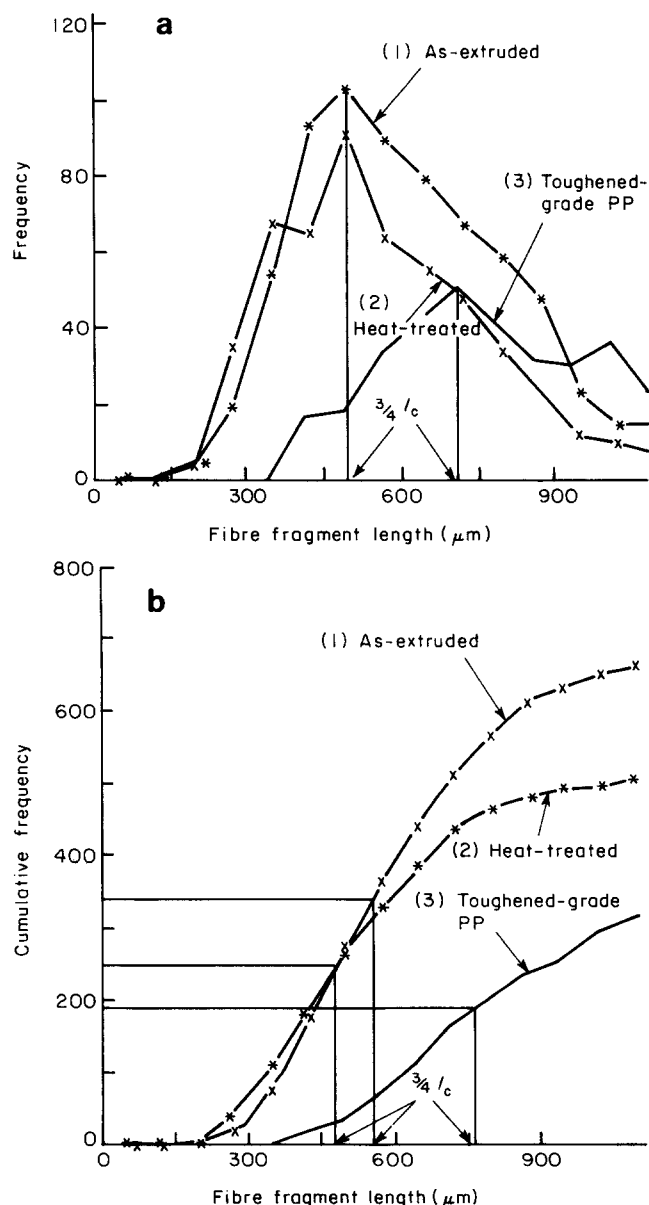 a
120
80
40
0
Frequency
(1) As-extruded
(3) Toughened-
grade PP
(2)
Heat-treated
3/4 lc
0 300 600 900
Fibre fragment length (μm)
b
800
600
400
200
0
Cumulative frequency
(1) As-extruded
(2) Heat-treated
(3) Toughened-grade
PP
3/4 lc
0 300 600 900
Fibre fragment length (μm)